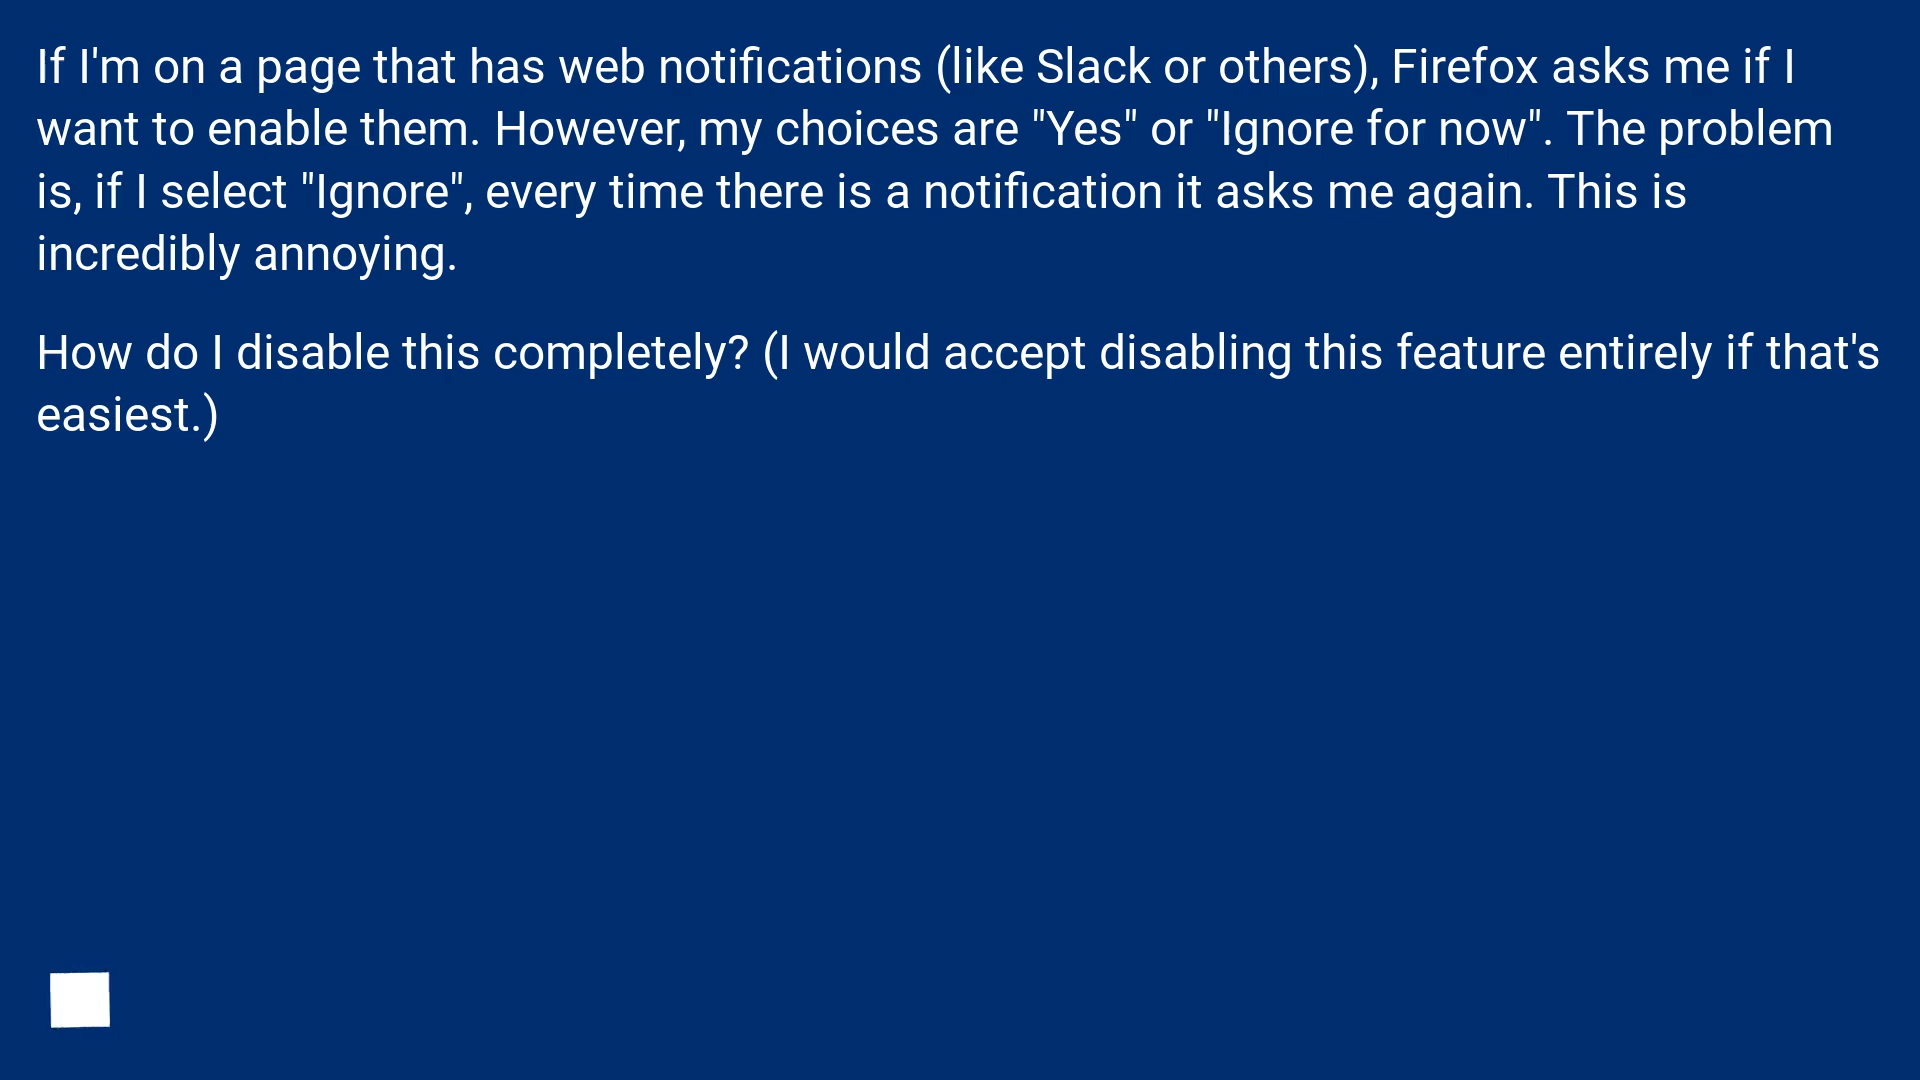 If I'm on a page that has web notifications (like Slack or others), Firefox asks me if I
want to enable them. However, my choices are "Yes" or "Ignore for now". The problem
is, if I select "Ignore", every time there is a notification it asks me again. This is
incredibly annoying.
How do I disable this completely? (I would accept disabling this feature entirely if that's
easiest.)